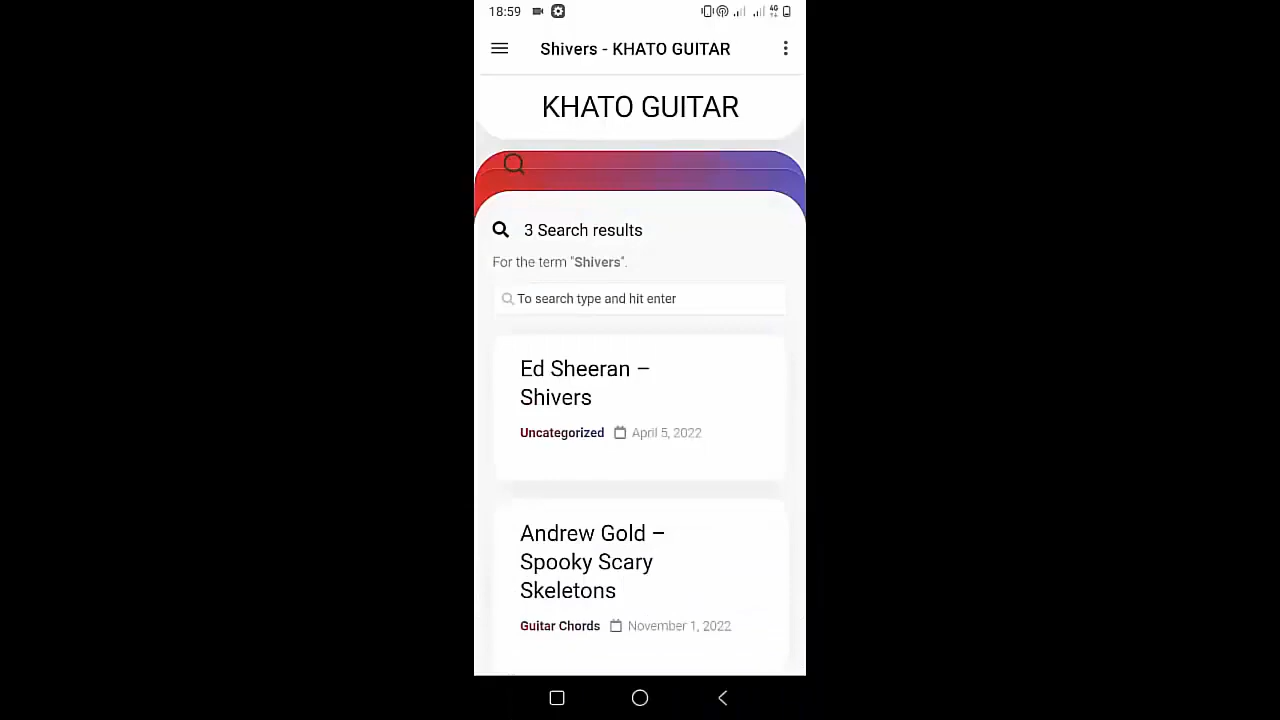 18:59
4G
Shivers - KHATO GUITAR
KHATO GUITAR
3 Search results
For the term "Shivers".
To search type and hit enter
Ed Sheeran –
Shivers
Uncategorized April 5, 2022
Andrew Gold –
Spooky Scary
Skeletons
Guitar Chords November 1, 2022